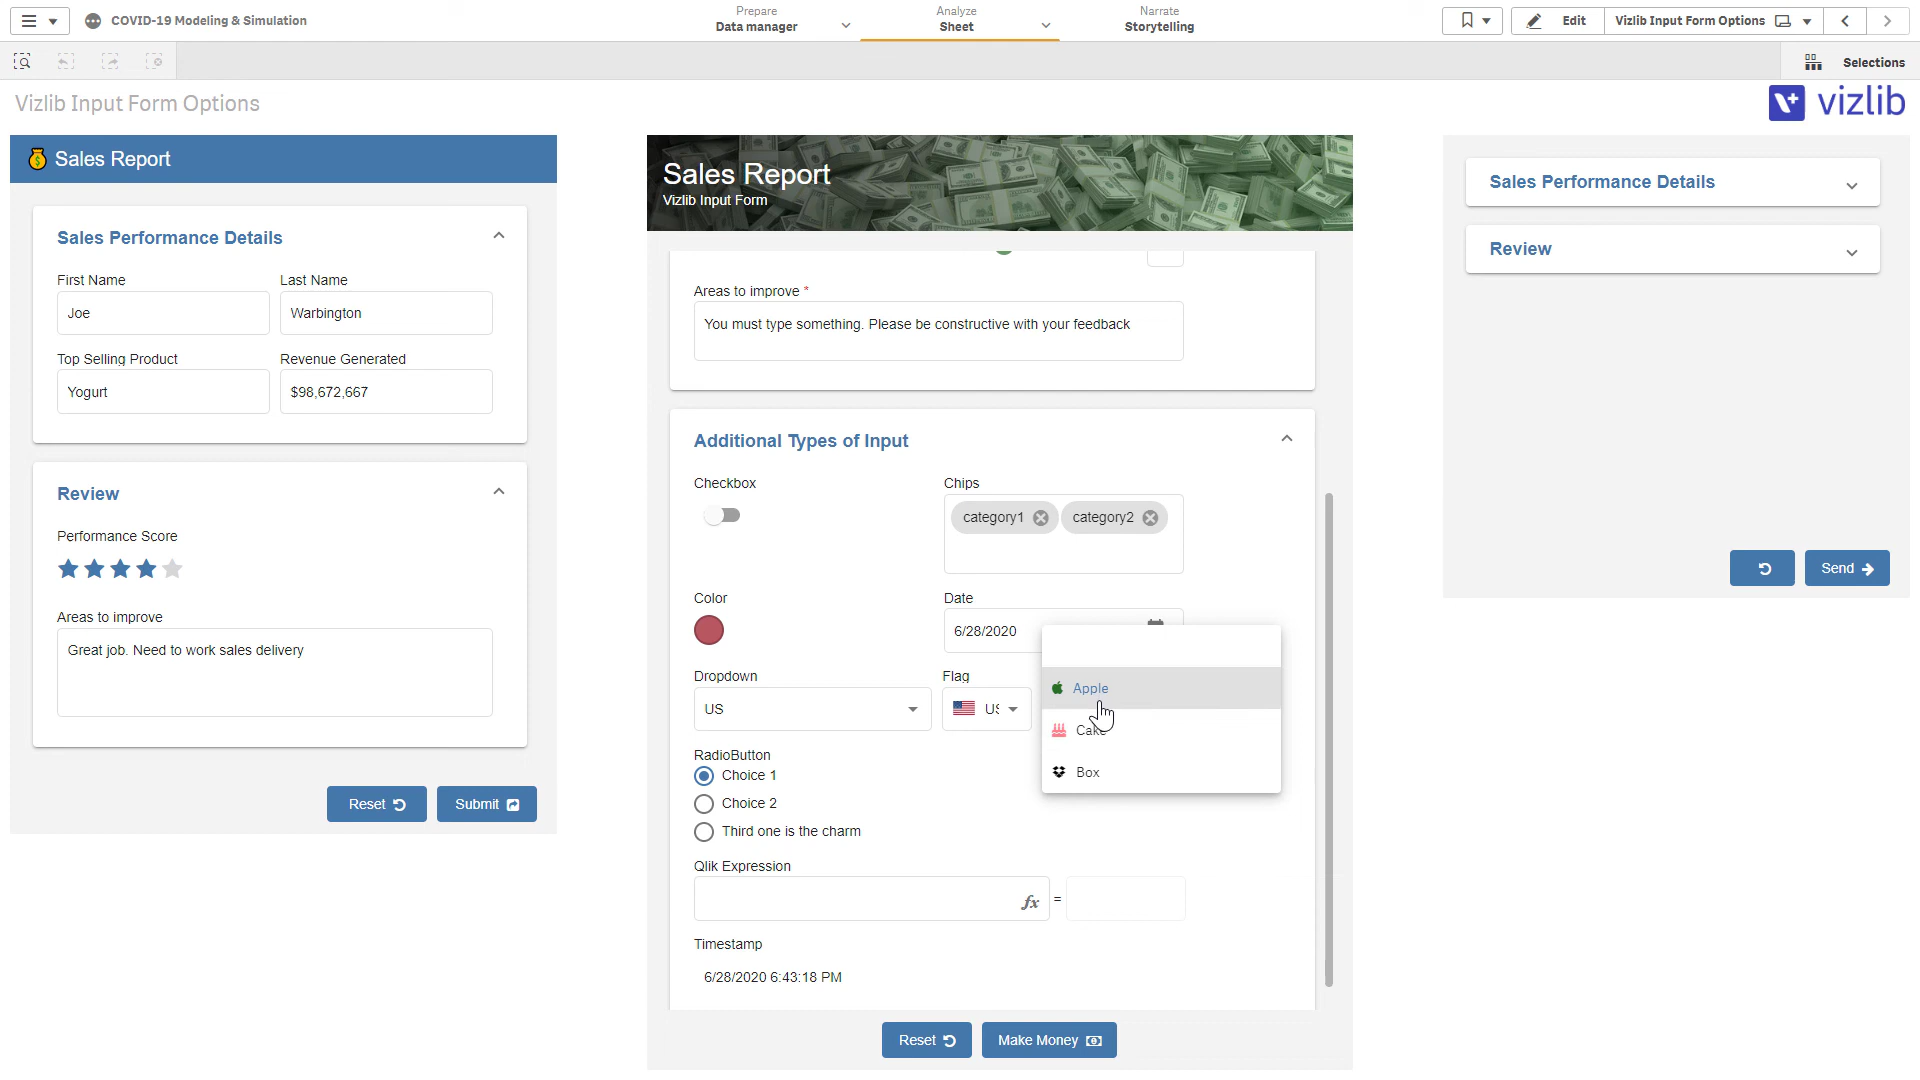 COVID-19 Modeling & Simulation
Prepare
Data manager
Analyze
Sheet
Narrate
Storytelling
Edit
Vizlib Input Form Options
Selections
Vizlib Input Form Options
vizlib
Sales Report
Sales Performance Details
First Name
Last Name
Joe
Warbington
Top Selling Product
Revenue Generated
Yogurt
$98,672,667
Review
Performance Score
Areas to improve
Great job. Need to work sales delivery
Reset
Submit
Sales Report
Vizlib Input Form
Areas to improve *
You must type something. Please be constructive with your feedback
Additional Types of Input
Checkbox
Chips
category1
category2
Color
Date
6/28/2020
Dropdown
Flag
US
US
Apple
Cake
Box
RadioButton
Choice 1
Choice 2
Third one is the charm
Qlik Expression
fx
=
Timestamp
6/28/2020 6:43:18 PM
Reset
Make Money
Sales Performance Details
Review
Send